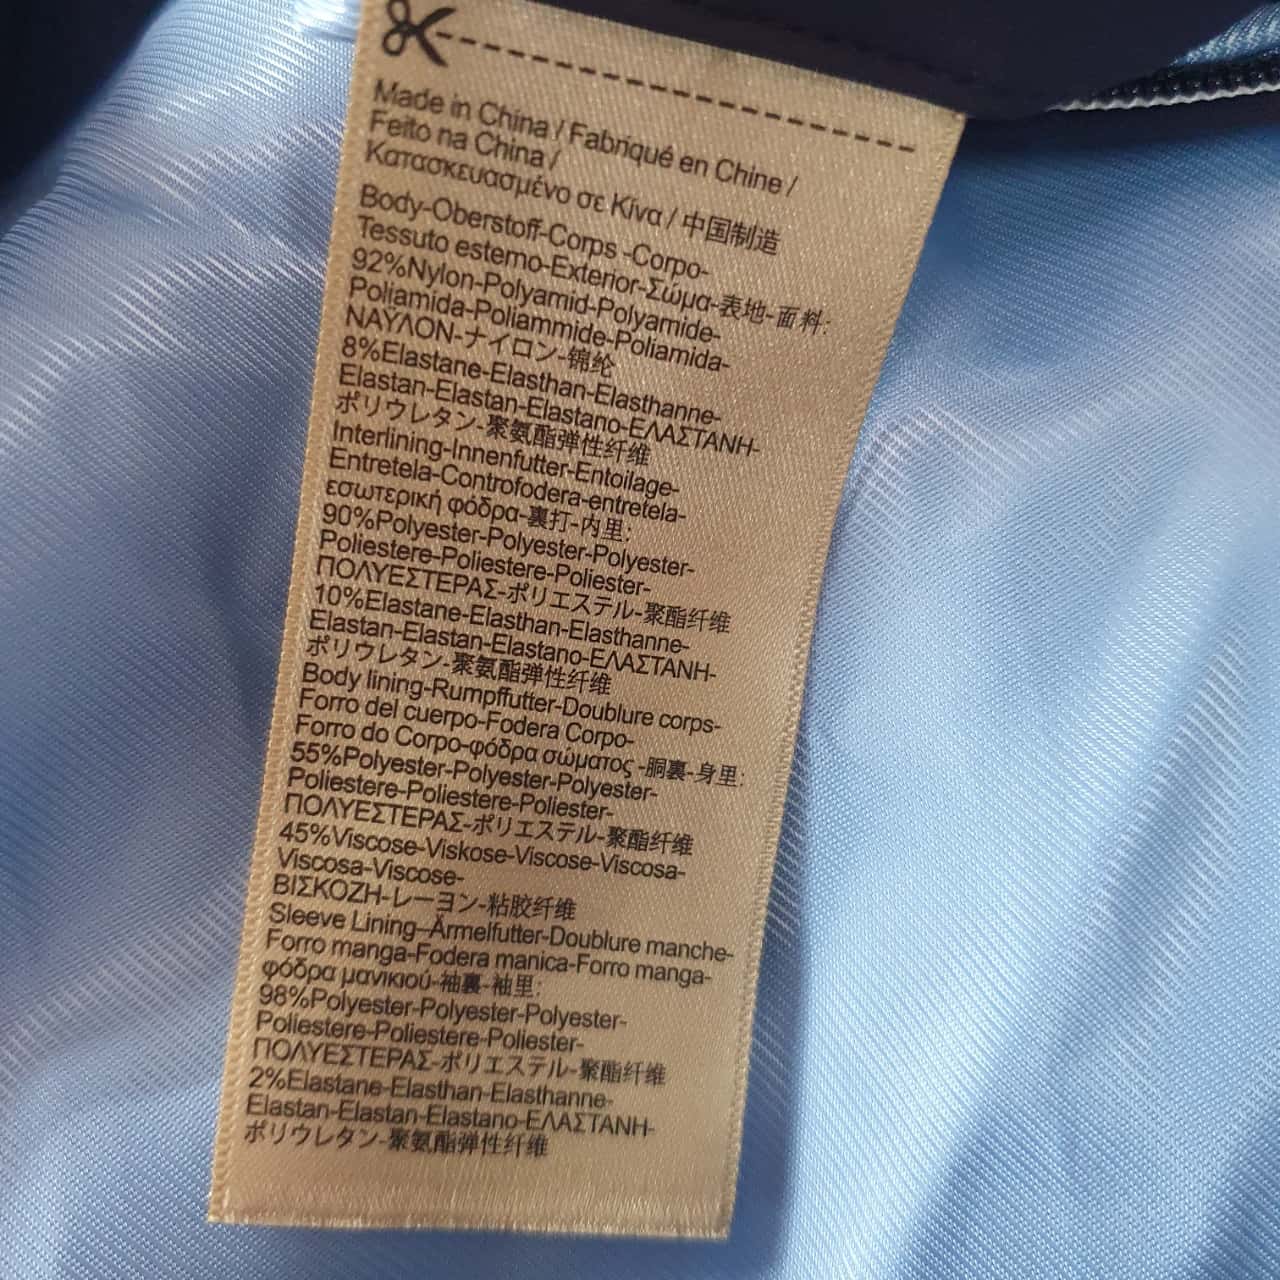 Made in China / Fabriqué en Chine /
Feito na China /
Κατασκευασμένο σε Κίνα / 中国制造
Body-Oberstoff-Corps -Corpo-
Tessuto esterno-Exterior-Σώμα-表地-面料:
92%Nylon-Polyamid-Polyamide-
Poliamida-Poliammide-Poliamida-
ΝΑΫΛΟΝ-ナイロン-锦纶
8%Elastane-Elasthan-Elasthanne-
Elastan-Elastan-Elastano-ΕΛΑΣΤΑΝΗ-
ポリウレタン-聚氨酯弹性纤维
Interlining-Innenfutter-Entoilage-
Entretela-Controfodera-entretela-
εσωτερική φόδρα-裏打-内里:
90%Polyester-Polyester-Polyester-
Poliestere-Poliestere-Poliester-
ΠΟΛΥΕΣΤΕΡΑΣ-ポリエステル-聚酯纤维
10%Elastane-Elasthan-Elasthanne-
Elastan-Elastan-Elastano-ΕΛΑΣΤΑΝΗ-
ポリウレタン-聚氨酯弹性纤维
Body lining-Rumpffutter-Doublure corps-
Forro del cuerpo-Fodera Corpo-
Forro do Corpo-φόδρα σώματος -胴裏-身里:
55%Polyester-Polyester-Polyester-
Poliestere-Poliestere-Poliester-
ΠΟΛΥΕΣΤΕΡΑΣ-ポリエステル-聚酯纤维
45%Viscose-Viskose-Viscose-Viscosa-
Viscosa-Viscose-
ΒΙΣΚΟΖΗ-レーヨン-粘胶纤维
Sleeve Lining–Ärmelfutter-Doublure manche-
Forro manga-Fodera manica-Forro manga-
φόδρα μανικιού-袖裏-袖里:
98%Polyester-Polyester-Polyester-
Poliestere-Poliestere-Poliester-
ΠΟΛΥΕΣΤΕΡΑΣ-ポリエステル-聚酯纤维
2%Elastane-Elasthan-Elasthanne-
Elastan-Elastan-Elastano-ΕΛΑΣΤΑΝΗ-
ポリウレタン-聚氨酯弹性纤维